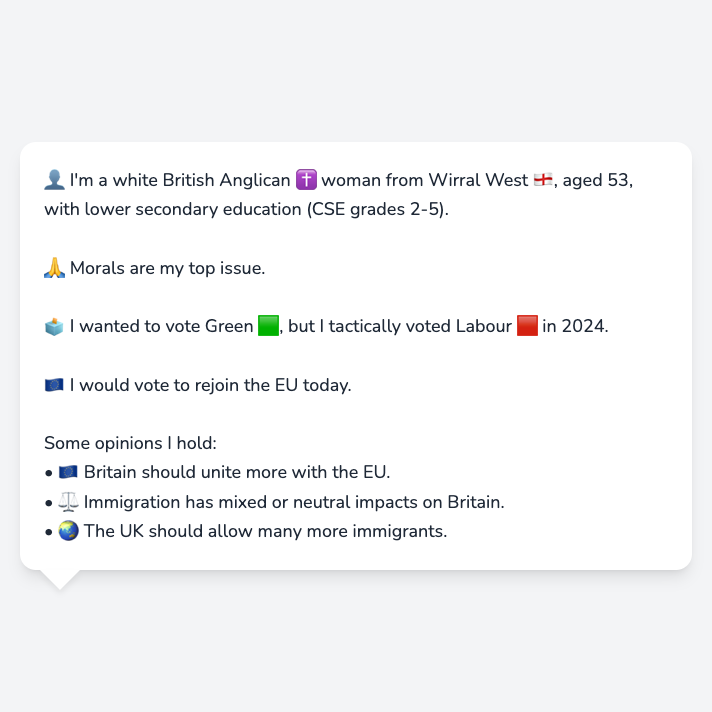 👤 I'm a white British Anglican ✝️ woman from Wirral West 🏴󠁧󠁢󠁥󠁮󠁧󠁿, aged 53,
with lower secondary education (CSE grades 2-5).
🙏 Morals are my top issue.
🗳️ I wanted to vote Green 🟩, but I tactically voted Labour 🟥 in 2024.
🇪🇺 I would vote to rejoin the EU today.
Some opinions I hold:
• 🇪🇺 Britain should unite more with the EU.
• ⚖️ Immigration has mixed or neutral impacts on Britain.
• 🌏 The UK should allow many more immigrants.